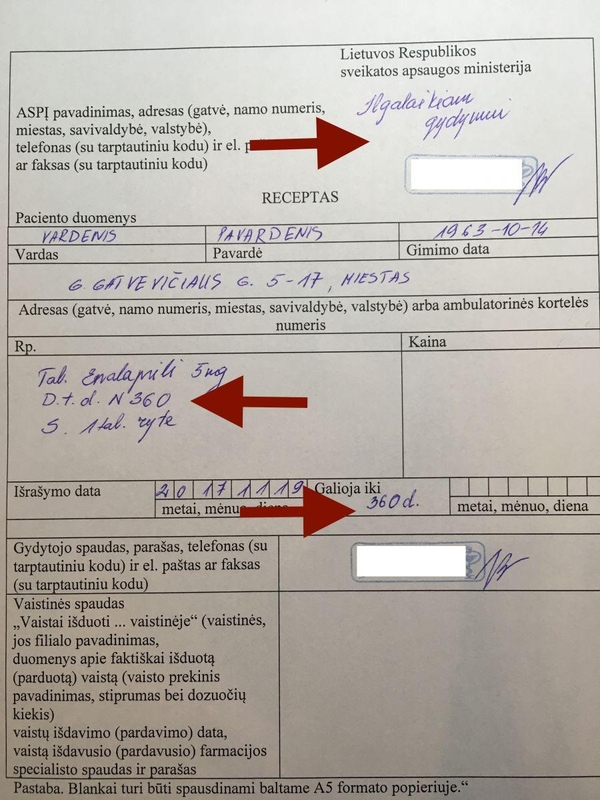 Lietuvos Respublikos
sveikatos apsaugos ministerija
Ilgalaikiam
gydymui
ASPĮ pavadinimas, adresas (gatvė, namo numeris,
miestas, savivaldybė, valstybė),
telefonas (su tarptautiniu kodu) ir el. p
ar faksas (su tarptautiniu kodu)
RECEPTAS
Paciento duomenys
VARDENIS PAVARDENIS 1963-10-14
Vardas Pavardė Gimimo data
G. GATVEVIČIAUS G. 5-17, MIESTAS
Adresas (gatvė, namo numeris, miestas, savivaldybė, valstybė) arba ambulatorinės kortelės
numeris
Rp. Kaina
Tab. Enalaprili 5mg
D.t.d. N 360
S. 1 tab. ryte
Išrašymo data 20171119 Galioja iki
360 d.
metai, mėnuo, diena metai, mėnuo, diena
Gydytojo spaudas, parašas, telefonas (su
tarptautiniu kodu) ir el. paštas ar faksas
(su tarptautiniu kodu)
Vaistinės spaudas
„Vaistai išduoti ... vaistinėje“ (vaistinės,
jos filialo pavadinimas,
duomenys apie faktiškai išduotą
(parduotą) vaistą (vaisto prekinis
pavadinimas, stiprumas bei dozuočių
kiekis)
vaistų išdavimo (pardavimo) data,
vaistą išdavusio (pardavusio) farmacijos
specialisto spaudas ir parašas
Pastaba. Blankai turi būti spausdinami baltame A5 formato popieriuje.“